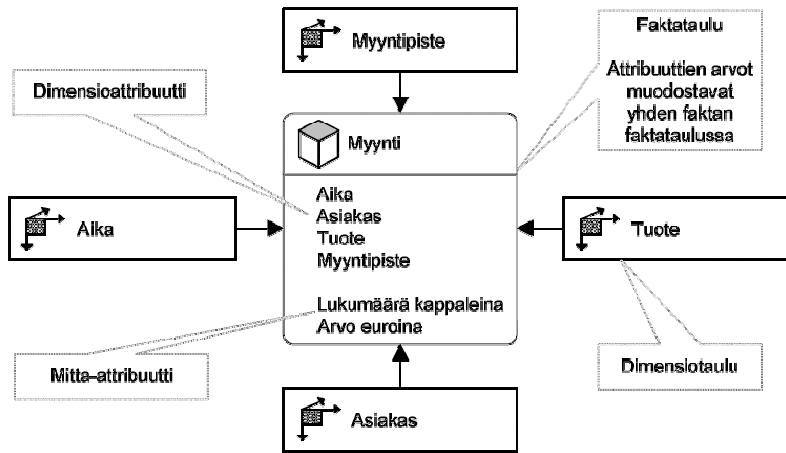 Myyntipiste
Faktataulu
Attribuuttien arvot
muodostavat
yhden faktan
faktataulussa
Dimensioattribuutti
Myynti
Aika
Asiakas
Tuote
Myyntipiste
Lukumäärä kappaleina
Arvo euroina
Aika
Tuote
Mitta-attribuutti
Dimensiotaulu
Asiakas